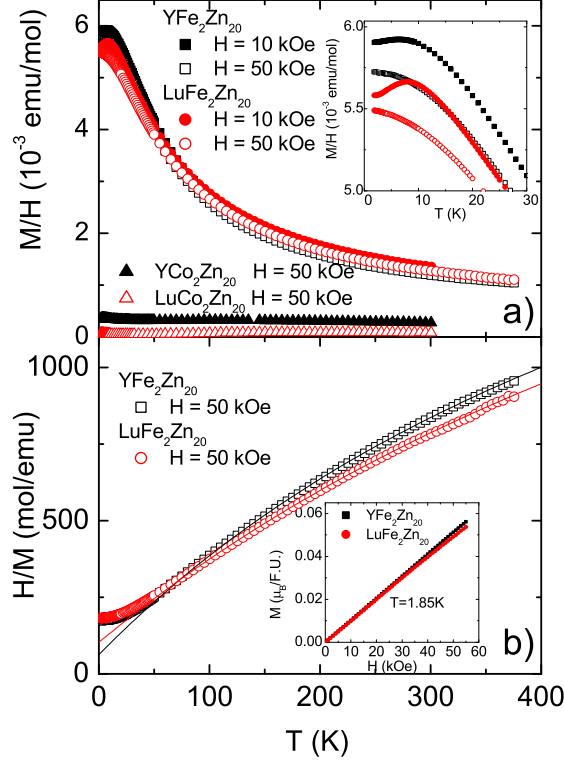 YFe2Zn20
H = 10 kOe
H = 50 kOe
LuFe2Zn20
H = 10 kOe
H = 50 kOe
M/H (10⁻³ emu/mol)
6
4
2
0
M/H (10⁻³ emu/mol)
6.0
5.5
5.0
0 10 20 30
T (K)
YCo2Zn20 H = 50 kOe
LuCo2Zn20 H = 50 kOe
a)
H/M (mol/emu)
1000
500
0
YFe2Zn20
H = 50 kOe
LuFe2Zn20
H = 50 kOe
M (μB/F.U.)
0.06
0.04
0.02
0.00
YFe2Zn20
LuFe2Zn20
T=1.85K
0 10 20 30 40 50 60
H (kOe)
b)
0 100 200 300 400
T (K)